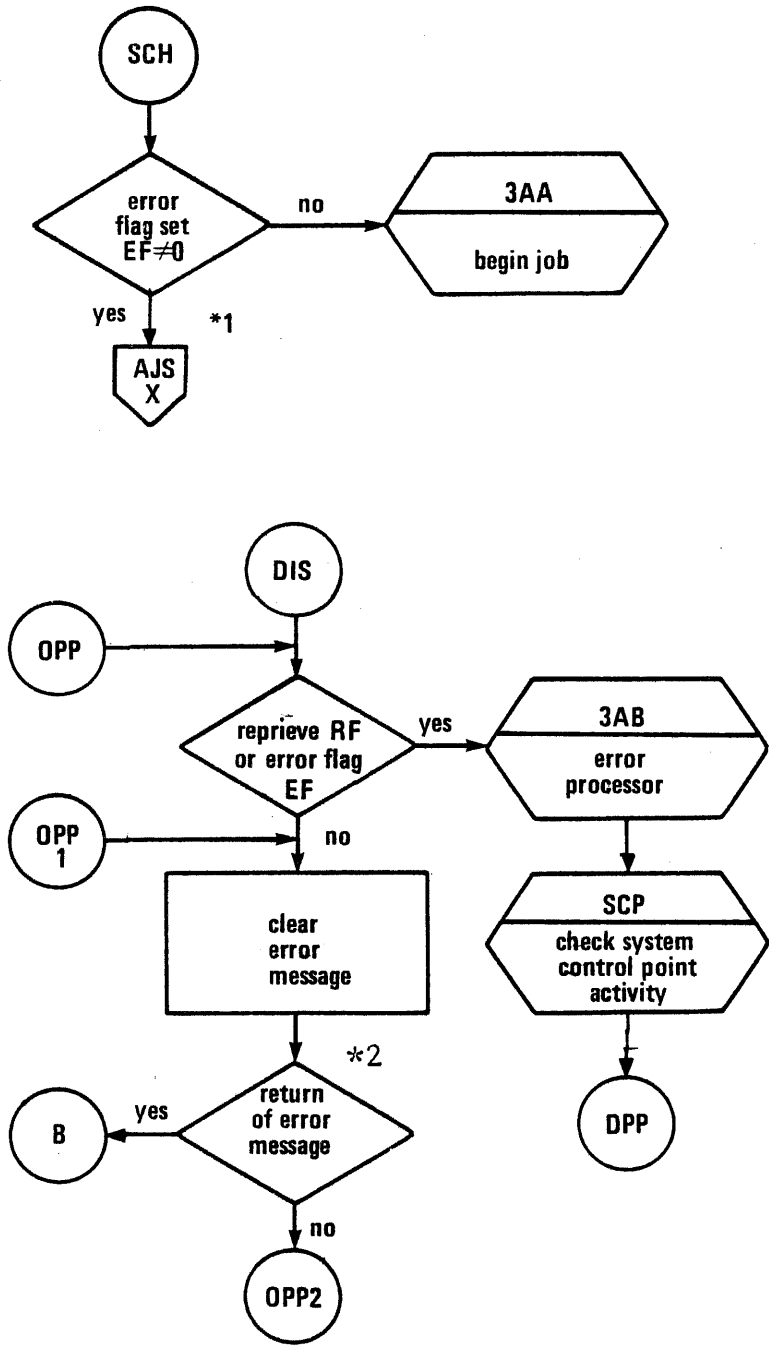 SCH
error
flag set
EF≠0
no
3AA
begin job
yes
*1
AJS
X
DIS
OPP
reprieve RF
or error flag
EF
yes
3AB
error
processor
OPP
1
no
clear
error
message
SCP
check system
control point
activity
*2
return
of error
message
yes
B
DPP
no
OPP2